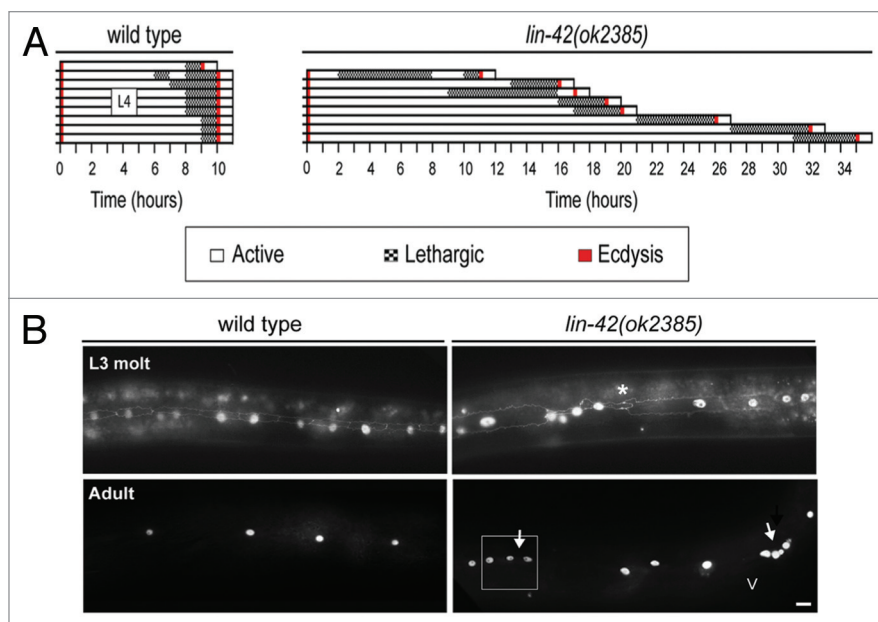 A
wild type
lin-42(ok2385)
L4
0 2 4 6 8 10
0 2 4 6 8 10 12 14 16 18 20 22 24 26 28 30 32 34
Time (hours)
Time (hours)
Active
Lethargic
Ecdysis
B
wild type
lin-42(ok2385)
L3 molt
*
Adult
V